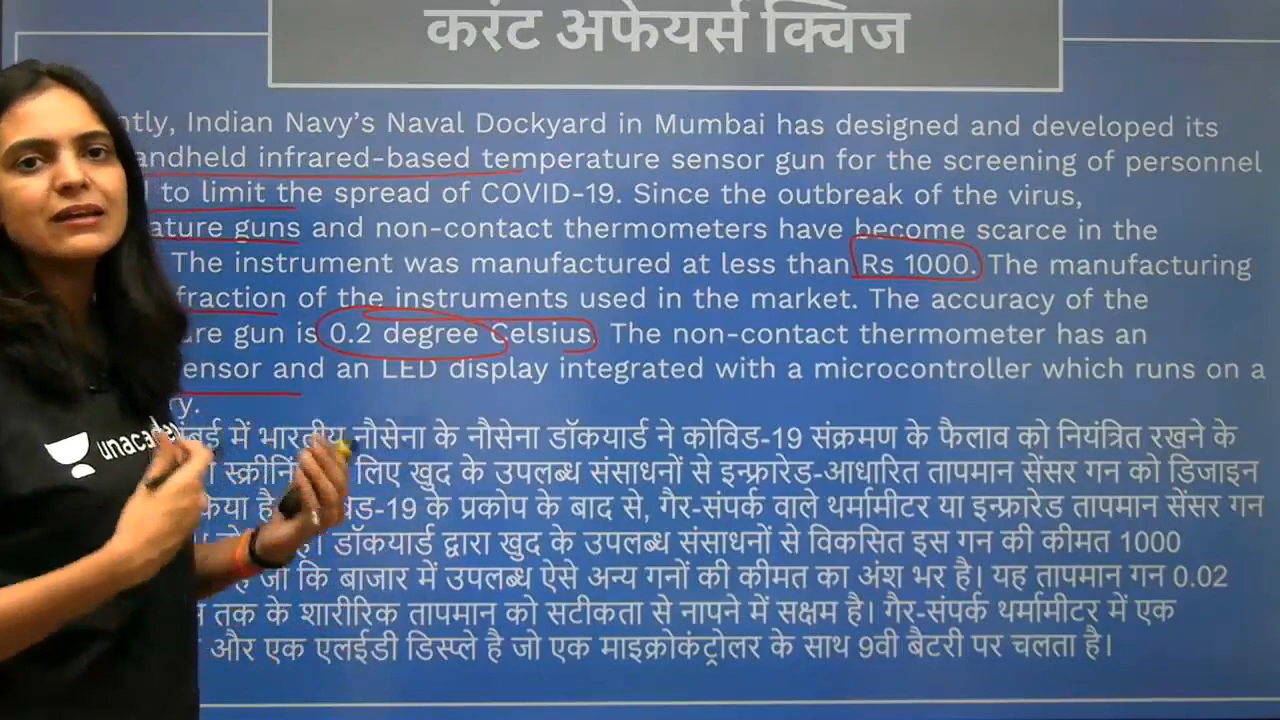 करंट अफेयर्स क्विज
ntly, Indian Navy's Naval Dockyard in Mumbai has designed and developed its
andheld infrared-based temperature sensor gun for the screening of personnel
to limit the spread of COVID-19. Since the outbreak of the virus,
ature guns and non-contact thermometers have become scarce in the
The instrument was manufactured at less than Rs 1000. The manufacturing
fraction of the instruments used in the market. The accuracy of the
ure gun is 0.2 degree Celsius. The non-contact thermometer has an
ensor and an LED display integrated with a microcontroller which runs on a
ry.
unacade
में भारतीय नौसेना के नौसेना डॉकयार्ड ने कोविड-19 संक्रमण के फैलाव को नियंत्रित रखने के
लिए खुद के उपलब्ध संसाधनों से इन्फ्रारेड-आधारित तापमान सेंसर गन को डिजाइन
के प्रकोप के बाद से, गैर-संपर्क वाले थर्मामीटर या इन्फ्रारेड तापमान सेंसर गन
डॉकयार्ड द्वारा खुद के उपलब्ध संसाधनों से विकसित इस गन की कीमत 1000
जो कि बाजार में उपलब्ध ऐसे अन्य गनों की कीमत का अंश भर है। यह तापमान गन 0.02
तक के शारीरिक तापमान को सटीकता से नापने में सक्षम है। गैर-संपर्क थर्मामीटर में एक
और एक एलईडी डिस्प्ले है जो एक माइक्रोकंट्रोलर के साथ 9वी बैटरी पर चलता है।